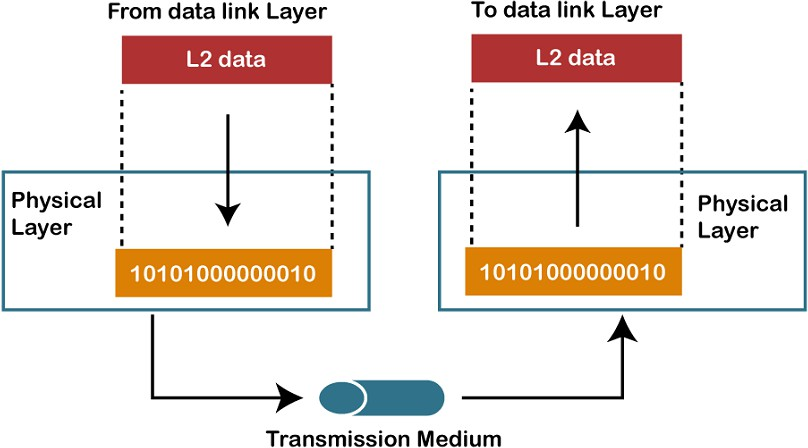 From data link Layer
L2 data
Physical
Layer
10101000000010
To data link Layer
L2 data
Physical
Layer
10101000000010
Transmission Medium